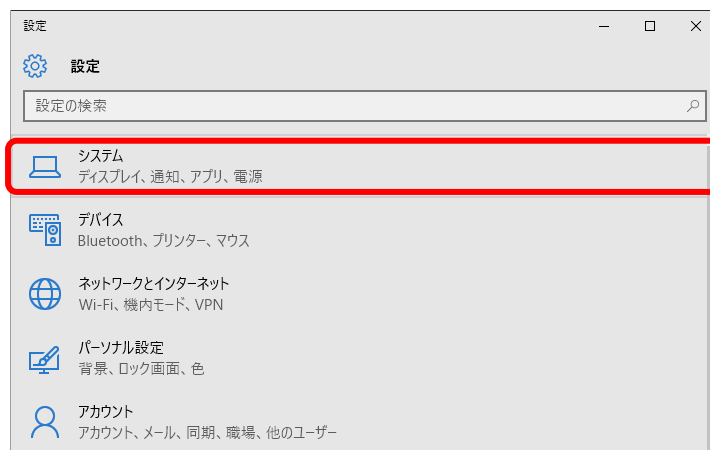 設定
設定
設定の検索
システム
ディスプレイ、通知、アプリ、電源
デバイス
Bluetooth、プリンター、マウス
ネットワークとインターネット
Wi-Fi、機内モード、VPN
パーソナル設定
背景、ロック画面、色
アカウント
アカウント、メール、同期、職場、他のユーザー